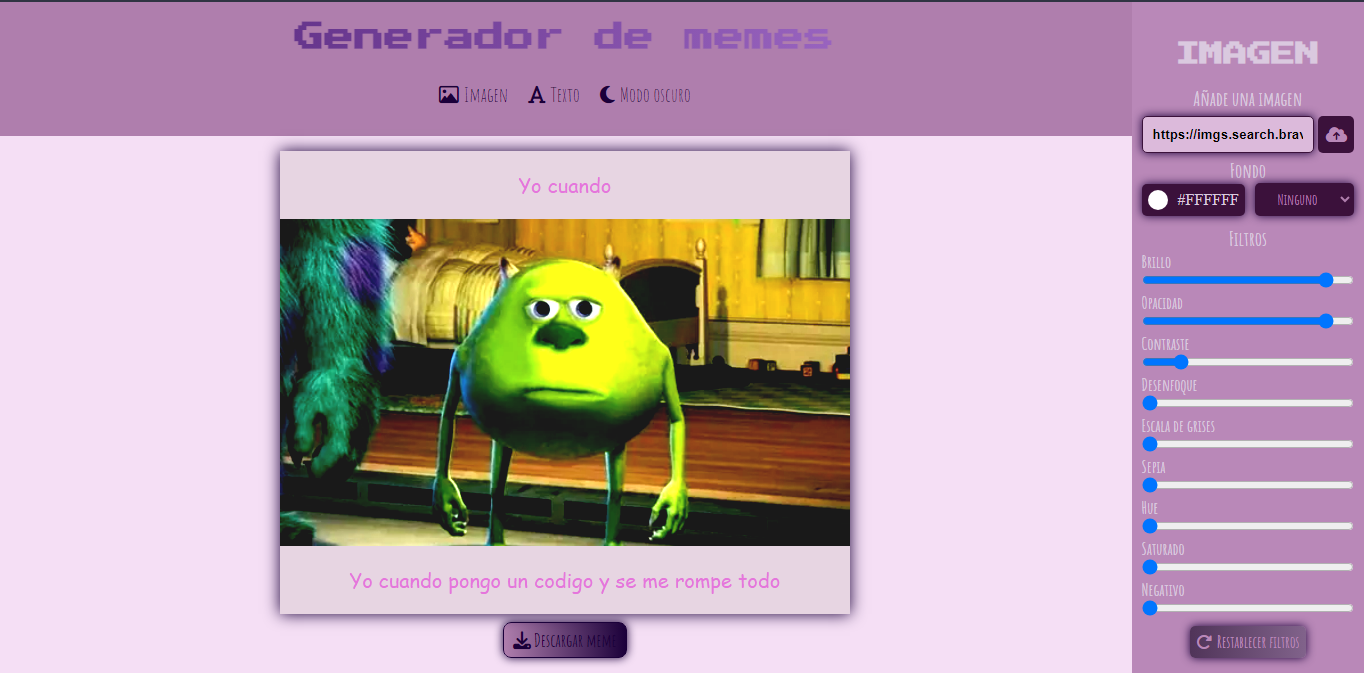 Generador de memes
Imagen
Texto
Modo oscuro
Yo cuando
Yo cuando pongo un codigo y se me rompe todo
Descargar meme
IMAGEN
Añade una imagen
https://imgs.search.brav
Fondo
#FFFFFF
Ninguno
Filtros
Brillo
Opacidad
Contraste
Desenfoque
Escala de grises
Sepia
Hue
Saturado
Negativo
Restablecer filtros